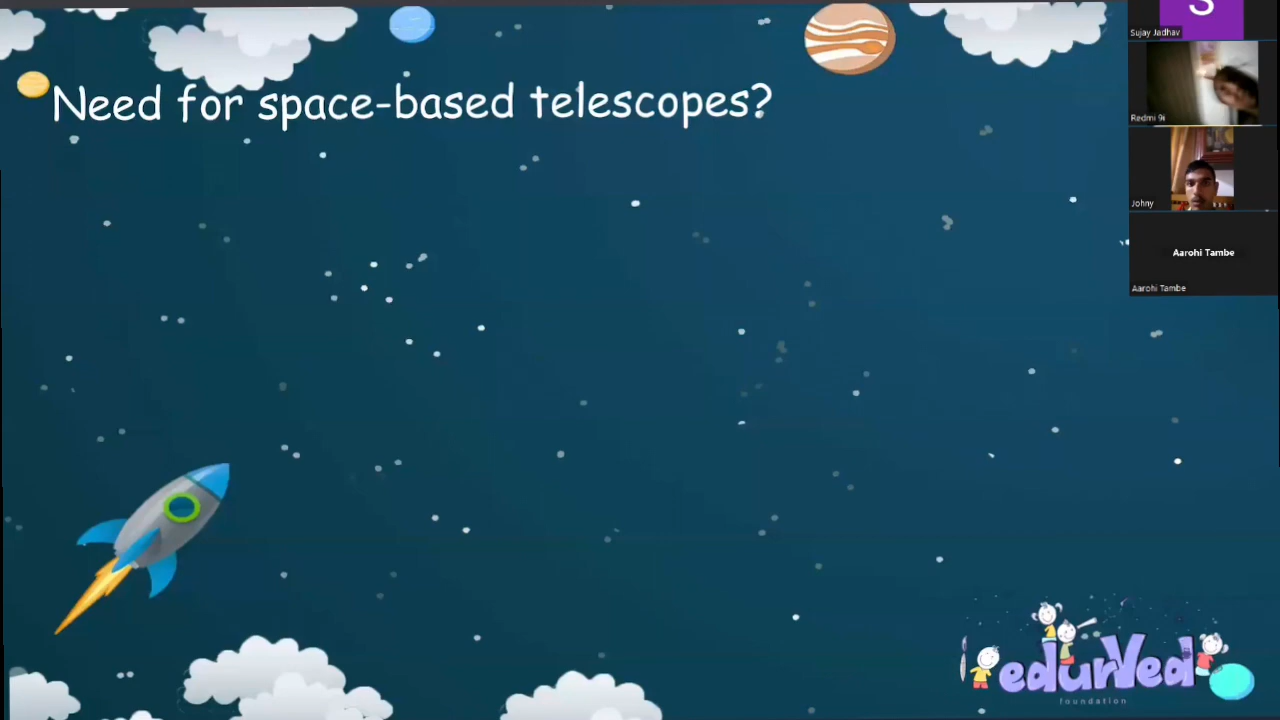 Need for space-based telescopes?
S
Sujay Jadhav
Redmi 9i
Johny
Aarohi Tambe
Aarohi Tambe
edurVed
foundation